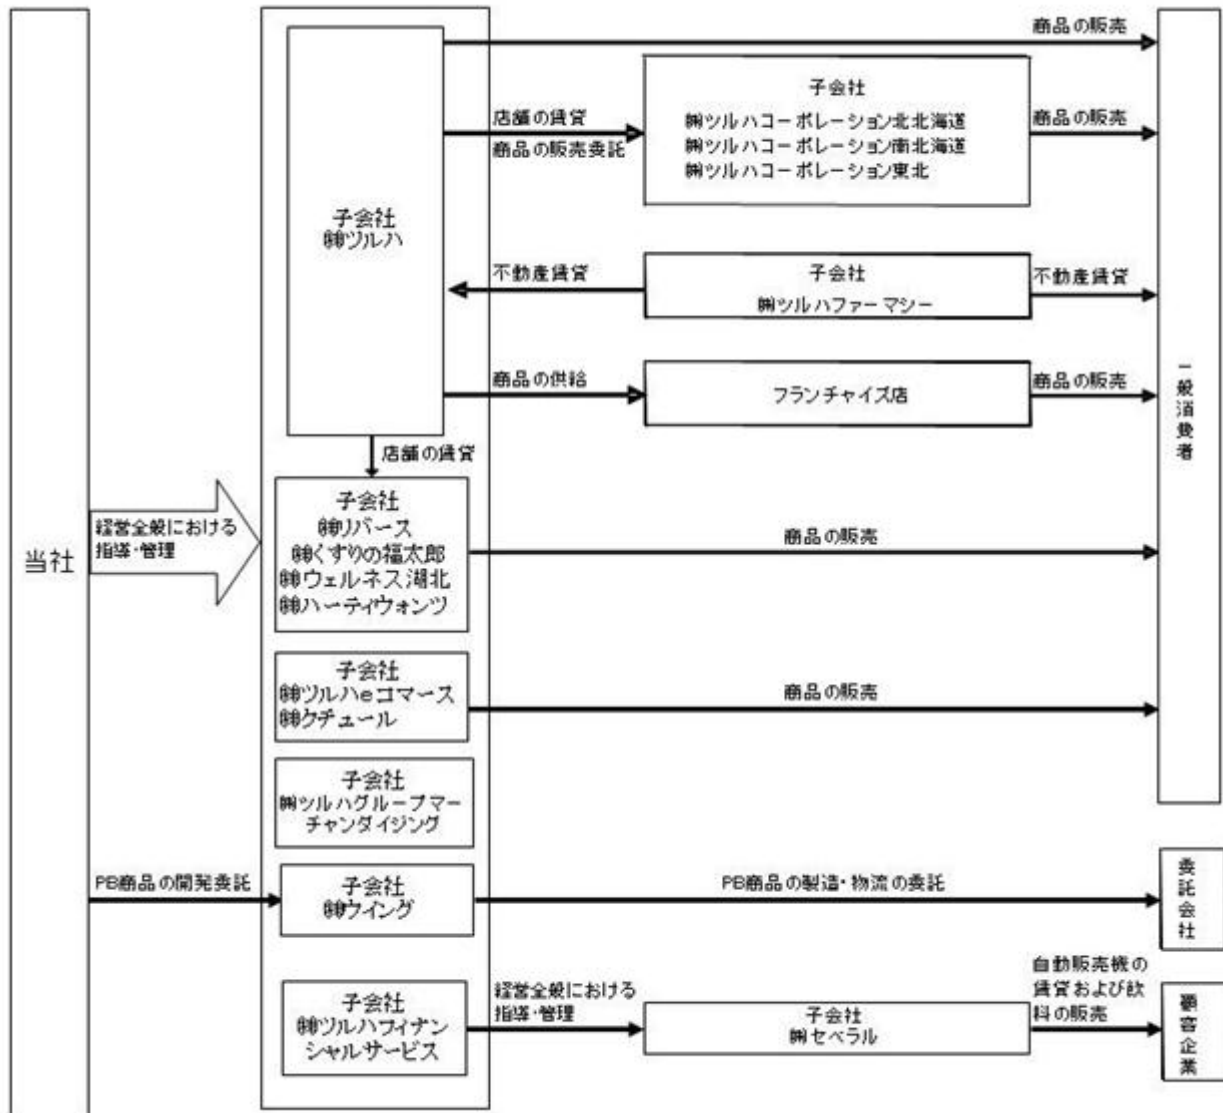 当社
経営全般における
指導・管理
PB商品の開発委託
子会社
㈱ツルハ
商品の販売
店舗の賃貸
商品の販売委託
子会社
㈱ツルハコーポレーション北北海道
㈱ツルハコーポレーション南北海道
㈱ツルハコーポレーション東北
商品の販売
不動産賃貸
子会社
㈱ツルハファーマシー
不動産賃貸
商品の供給
フランチャイズ店
商品の販売
店舗の賃貸
子会社
㈱リバース
㈱くすりの福太郎
㈱ウェルネス湖北
㈱ハーティウォンツ
商品の販売
子会社
㈱ツルハeコマース
㈱クチュール
商品の販売
一般消費者
子会社
㈱ツルハグループマー
チャンダイジング
子会社
㈱ウイング
PB商品の製造・物流の委託
委託会社
子会社
㈱ツルハフィナン
シャルサービス
経営全般における
指導・管理
子会社
㈱セベラル
自動販売機の
賃貸および飲
料の販売
顧客企業